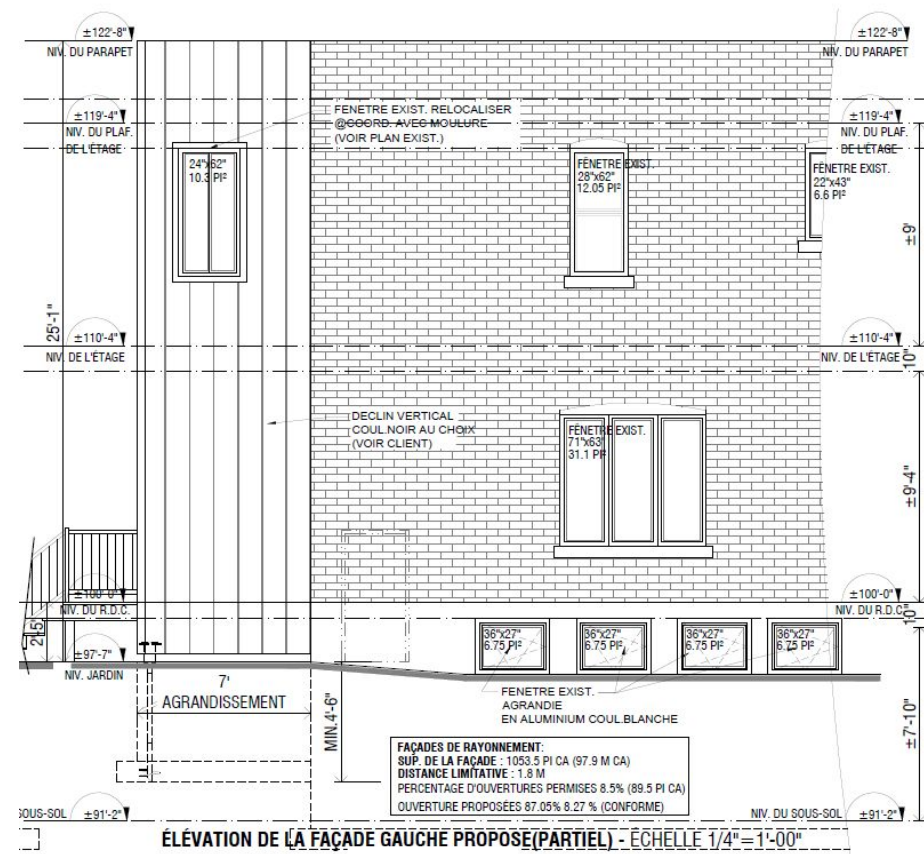 ±122'-8"
NIV. DU PARAPET
±122'-8"
NIV. DU PARAPET
FENETRE EXIST. RELOCALISER
@COORD. AVEC MOULURE
(VOIR PLAN EXIST.)
±119'-4"
NIV. DU PLAF.
DE L'ÉTAGE
±119'-4"
NIV. DU PLAF.
DE L'ÉTAGE
24"x62"
10.3 PI²
FÉNETRE EXIST.
28"x62"
12.05 PI²
FÉNETRE EXIST.
22"x43"
6.6 PI²
±9'
25'-1"
±110'-4"
NIV. DE L'ÉTAGE
±110'-4"
NIV. DE L'ÉTAGE
10"
DECLIN VERTICAL
COUL.NOIR AU CHOIX
(VOIR CLIENT)
FÉNETRE EXIST.
71"x63"
31.1 PI²
±9'-4"
±100'-0"
NIV. DU R.D.C.
±100'-0"
NIV. DU R.D.C.
10"
36"x27"
6.75 PI²
36"x27"
6.75 PI²
36"x27"
6.75 PI²
36"x27"
6.75 PI²
±97'-7"
NIV. JARDIN
7'
AGRANDISSEMENT
MIN.4'-6"
FENETRE EXIST.
AGRANDIE
EN ALUMINIUM COUL.BLANCHE
±7'-10"
FAÇADES DE RAYONNEMENT:
SUP. DE LA FAÇADE : 1053.5 PI CA (97.9 M CA)
DISTANCE LIMITATIVE : 1.8 M
PERCENTAGE D'OUVERTURES PERMISES 8.5% (89.5 PI CA)
OUVERTURE PROPOSÉES 87.05% 8.27 % (CONFORME)
SOUS-SOL ±91'-2"
NIV. DU SOUS-SOL ±91'-2"
ÉLÉVATION DE LA FAÇADE GAUCHE PROPOSE(PARTIEL) - ÉCHELLE 1/4"=1'-00"